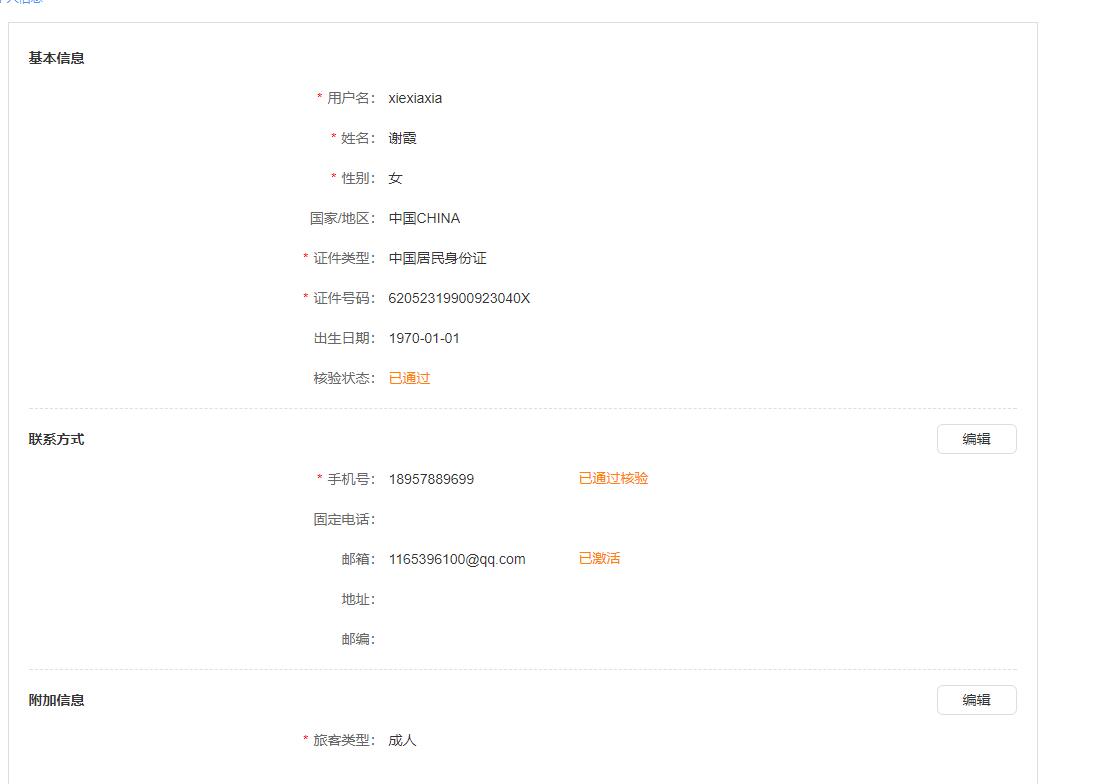 基本信息
* 用户名： xiexiaxia
* 姓名： 谢霞
* 性别： 女
国家/地区： 中国CHINA
* 证件类型： 中国居民身份证
* 证件号码： 62052319900923040X
出生日期： 1970-01-01
核验状态： 已通过
联系方式 编辑
* 手机号： 18957889699 已通过核验
固定电话：
邮箱： 1165396100@qq.com 已激活
地址：
邮编：
附加信息 编辑
* 旅客类型： 成人